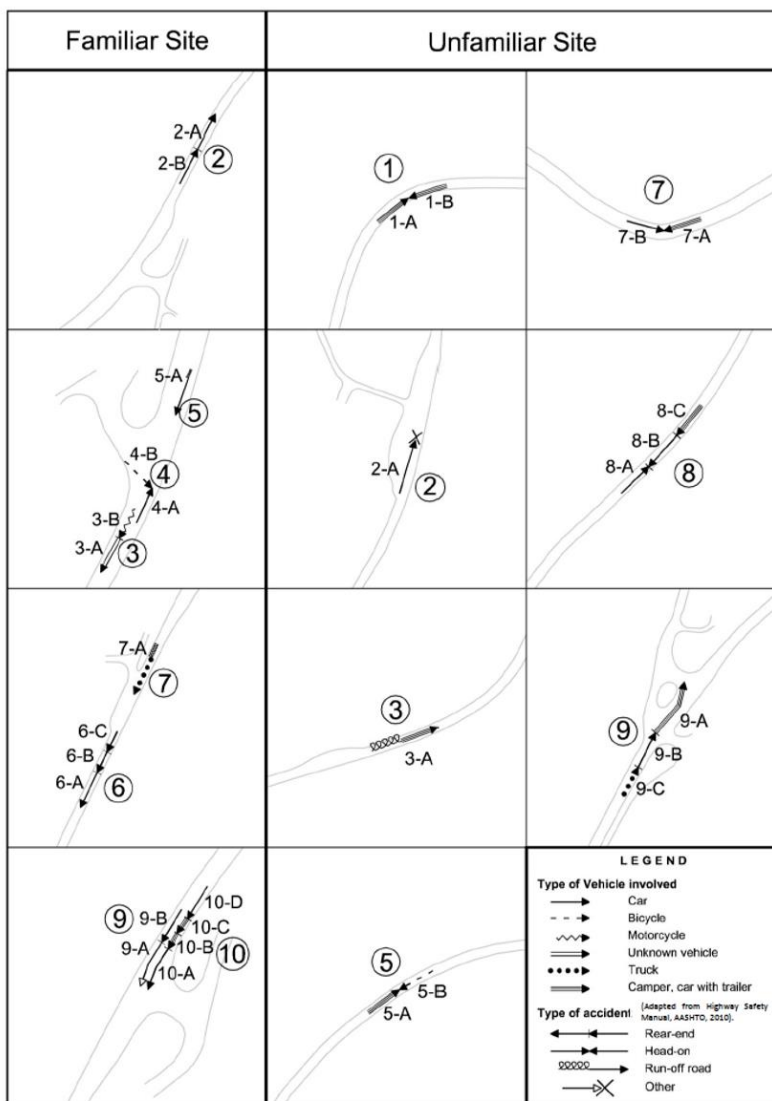 Familiar Site
Unfamiliar Site
2-A
2-B
2
1
1-B
1-A
7
7-B
7-A
5-A
5
4-B
4
4-A
3-B
3-A
3
2-A
2
8-C
8-B
8-A
8
7-A
7
6-C
6-B
6-A
6
3
3-A
9
9-A
9-B
9-C
9
9-B
9-A
10-D
10-C
10-B
10-A
10
5
5-B
5-A
LEGEND
Type of Vehicle involved
Car
Bicycle
Motorcycle
Unknown vehicle
Truck
Camper, car with trailer
Type of accident (Adapted from Highway Safety
Manual, AASHTO, 2010).
Rear-end
Head-on
Run-off road
Other